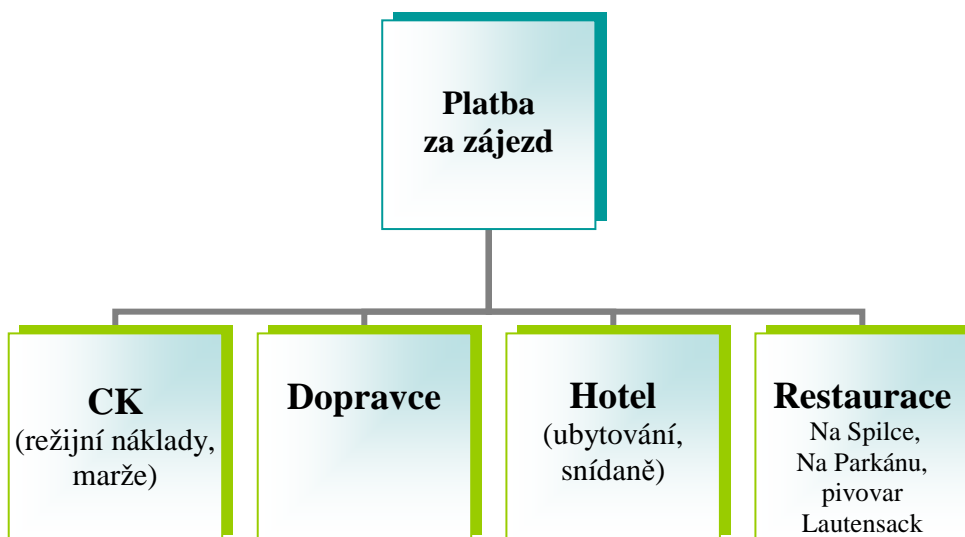 Platba
za zájezd
CK
(režijní náklady,
marže)
Dopravce
Hotel
(ubytování,
snídaně)
Restaurace
Na Spilce,
Na Parkánu,
pivovar
Lautensack